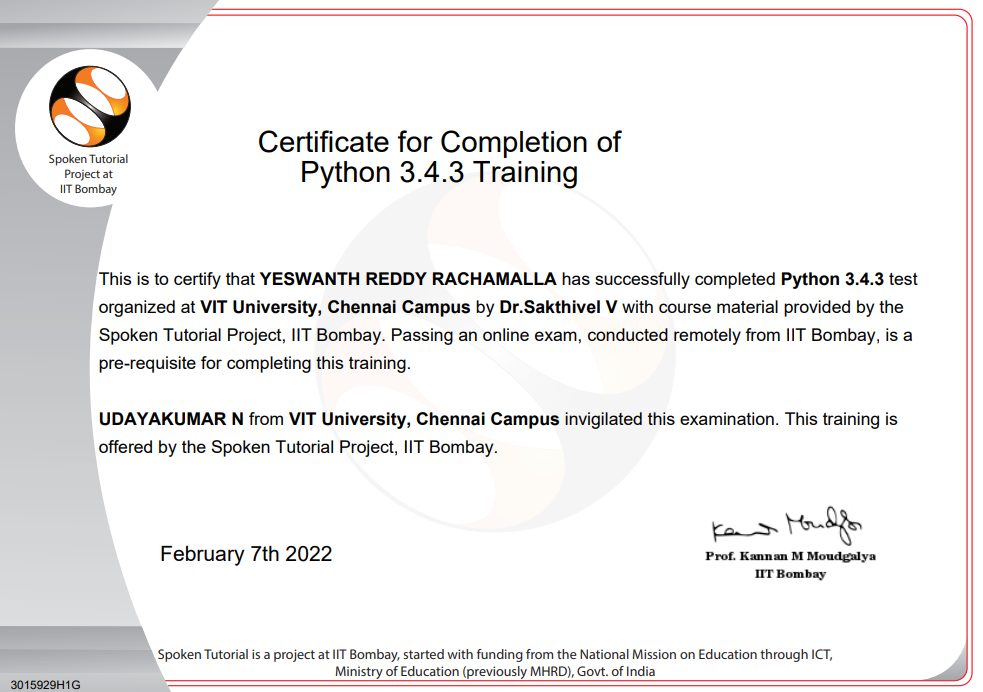 Spoken Tutorial
Project at
IIT Bombay
Certificate for Completion of
Python 3.4.3 Training
This is to certify that YESWANTH REDDY RACHAMALLA has successfully completed Python 3.4.3 test
organized at VIT University, Chennai Campus by Dr.Sakthivel V with course material provided by the
Spoken Tutorial Project, IIT Bombay. Passing an online exam, conducted remotely from IIT Bombay, is a
pre-requisite for completing this training.
UDAYAKUMAR N from VIT University, Chennai Campus invigilated this examination. This training is
offered by the Spoken Tutorial Project, IIT Bombay.
February 7th 2022
Prof. Kannan M Moudgalya
IIT Bombay
Spoken Tutorial is a project at IIT Bombay, started with funding from the National Mission on Education through ICT,
Ministry of Education (previously MHRD), Govt. of India
3015929H1G